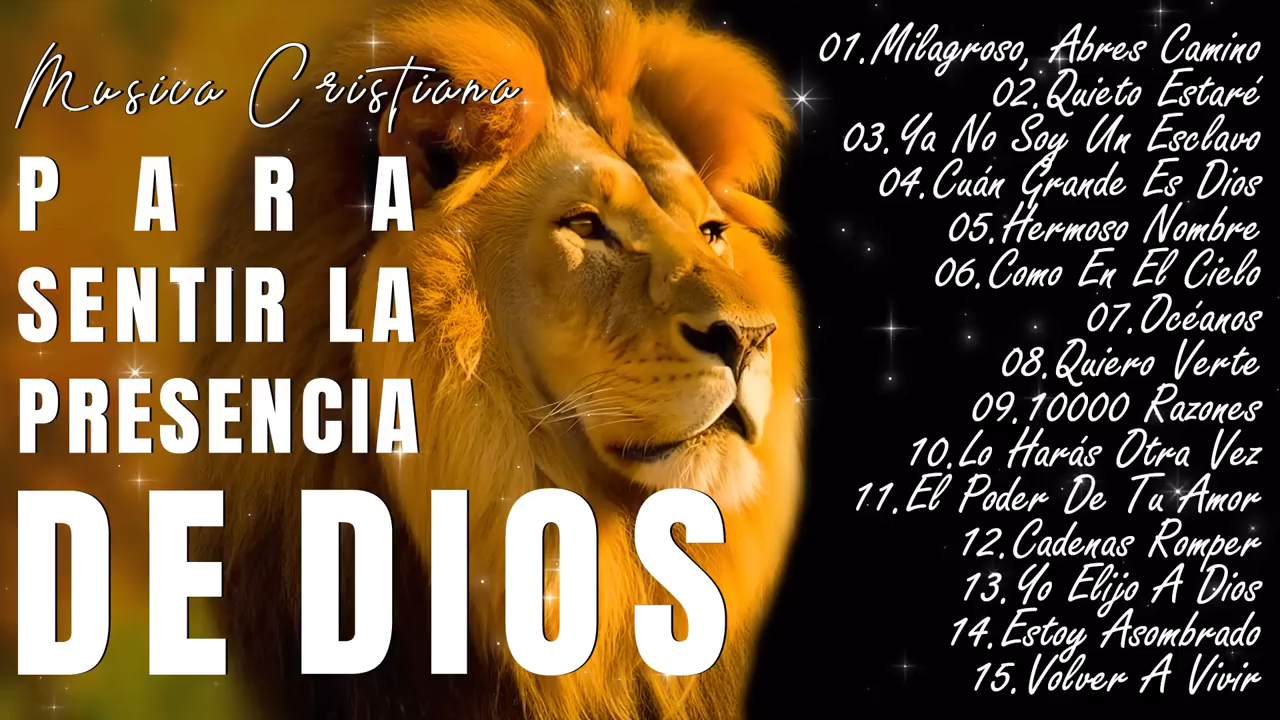 Musica Cristiana
PARA
SENTIR LA
PRESENCIA
DE DIOS
01.Milagroso, Abres Camino
02.Quieto Estaré
03.Ya No Soy Un Esclavo
04.Cuán Grande Es Dios
05.Hermoso Nombre
06.Como En El Cielo
07.Océanos
08.Quiero Verte
09.10000 Razones
10.Lo Harás Otra Vez
11.El Poder De Tu Amor
12.Cadenas Romper
13.Yo Elijo A Dios
14.Estoy Asombrado
15.Volver A Vivir